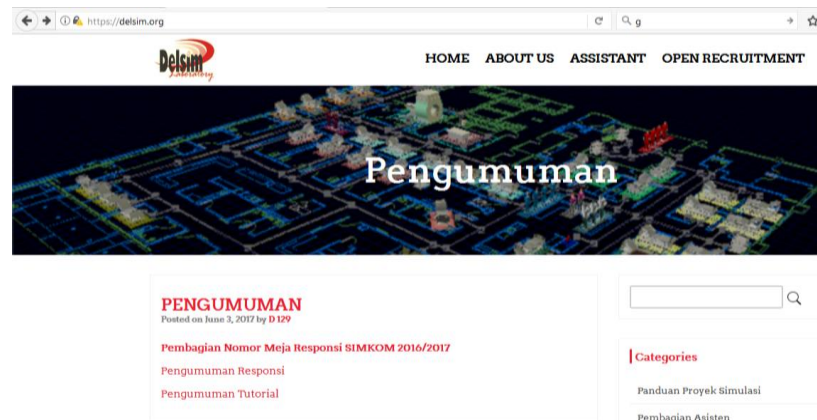 https://delsim.org
g
Delsim
Laboratory
HOME ABOUT US ASSISTANT OPEN RECRUITMENT
Pengumuman
PENGUMUMAN
Posted on June 3, 2017 by D 129
Pembagian Nomor Meja Responsi SIMKOM 2016/2017
Pengumuman Responsi
Pengumuman Tutorial
Categories
Panduan Proyek Simulasi
Pembagian Asisten